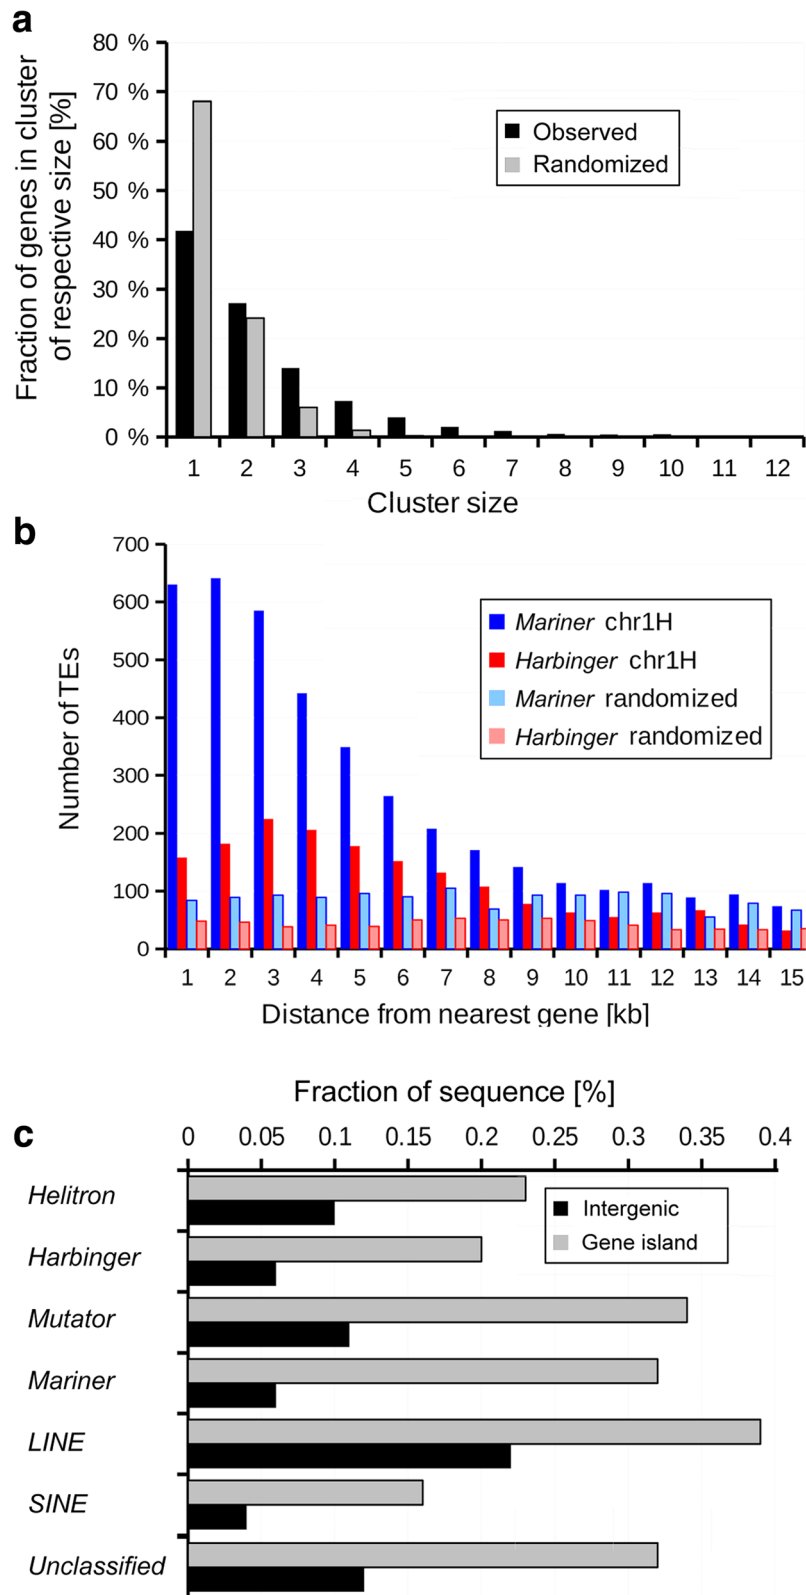 a
Fraction of genes in cluster
of respective size [%]
80 %
70 %
60 %
50 %
40 %
30 %
20 %
10 %
0 %
Observed
Randomized
1 2 3 4 5 6 7 8 9 10 11 12
Cluster size
b
Number of TEs
700
600
500
400
300
200
100
0
Mariner chr1H
Harbinger chr1H
Mariner randomized
Harbinger randomized
1 2 3 4 5 6 7 8 9 10 11 12 13 14 15
Distance from nearest gene [kb]
Fraction of sequence [%]
c
0 0.05 0.1 0.15 0.2 0.25 0.3 0.35 0.4
Helitron
Harbinger
Mutator
Mariner
LINE
SINE
Unclassified
Intergenic
Gene island